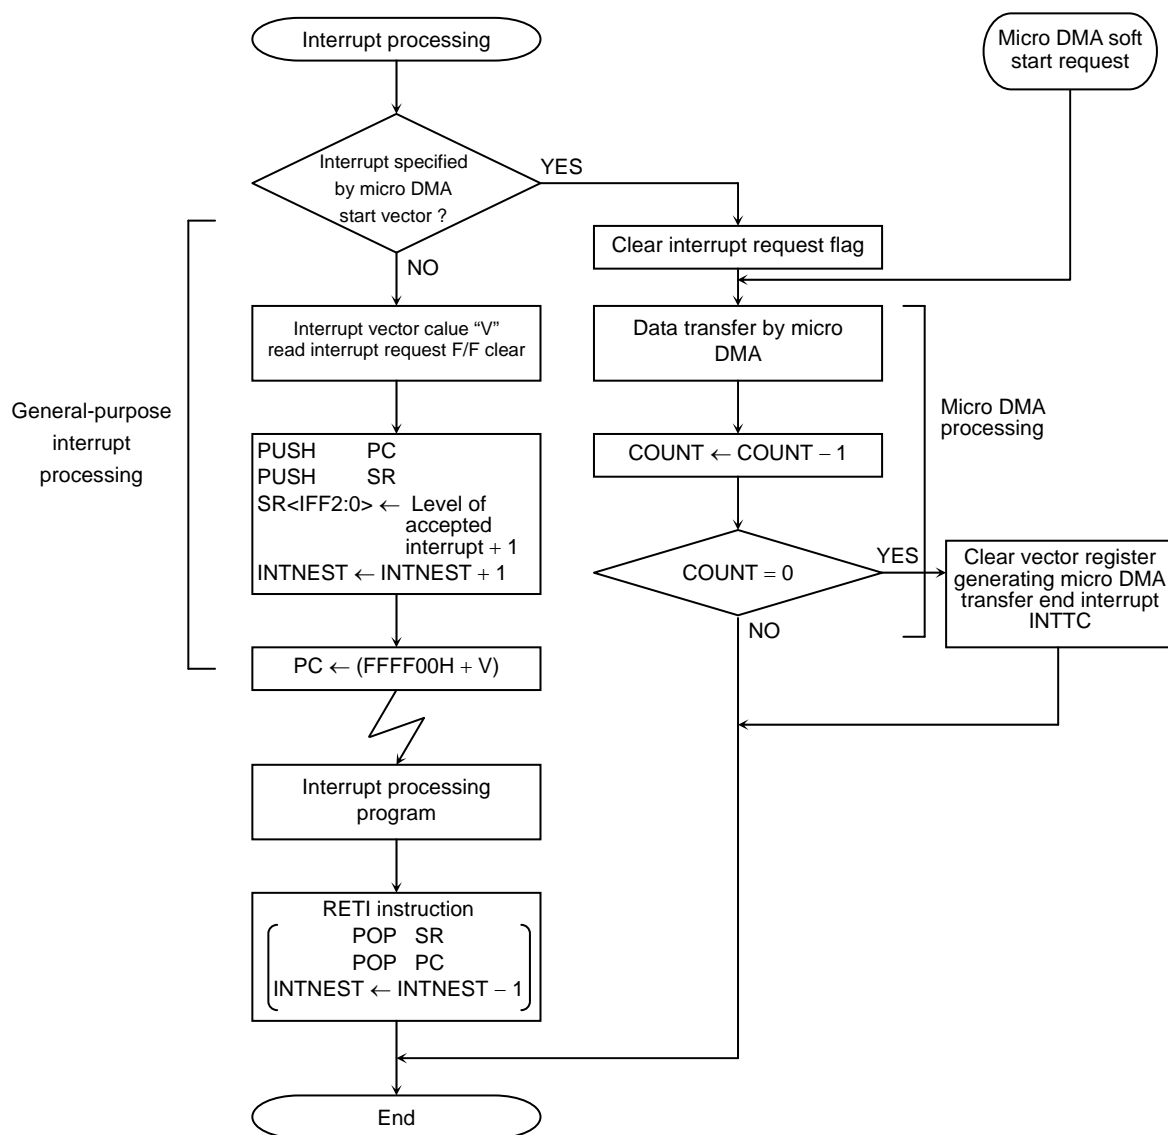 Interrupt processing
Micro DMA soft
start request
Interrupt specified
by micro DMA
start vector ?
YES
NO
Clear interrupt request flag
Interrupt vector calue “V”
read interrupt request F/F clear
Data transfer by micro
DMA
General-purpose
interrupt
processing
Micro DMA
processing
PUSH PC
PUSH SR
SR<IFF2:0> ← Level of
accepted
interrupt + 1
INTNEST ← INTNEST + 1
COUNT ← COUNT − 1
COUNT = 0
YES
NO
Clear vector register
generating micro DMA
transfer end interrupt
INTTC
PC ← (FFFF00H + V)
Interrupt processing
program
RETI instruction
POP SR
POP PC
INTNEST ← INTNEST − 1
End